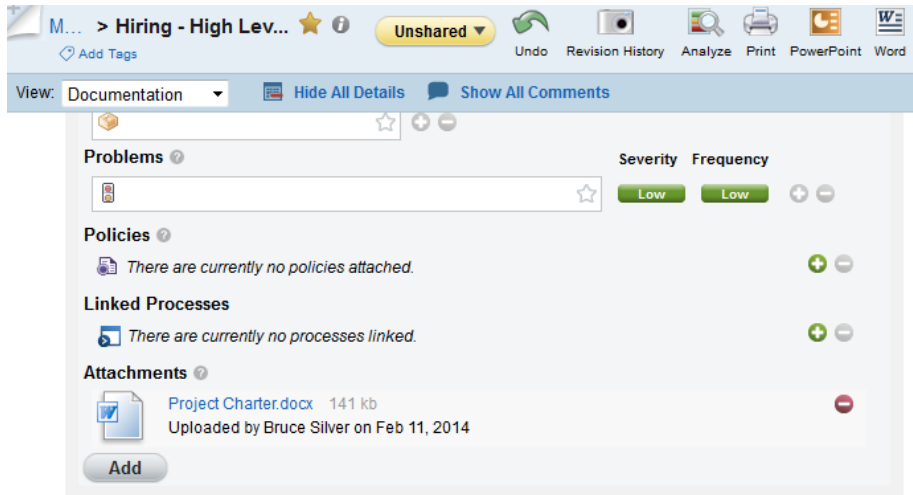 M... > Hiring - High Lev...
Unshared
Add Tags
Undo Revision History Analyze Print PowerPoint Word
View: Documentation Hide All Details Show All Comments
Problems Severity Frequency
Low Low
Policies
There are currently no policies attached.
Linked Processes
There are currently no processes linked.
Attachments
Project Charter.docx 141 kb
Uploaded by Bruce Silver on Feb 11, 2014
Add